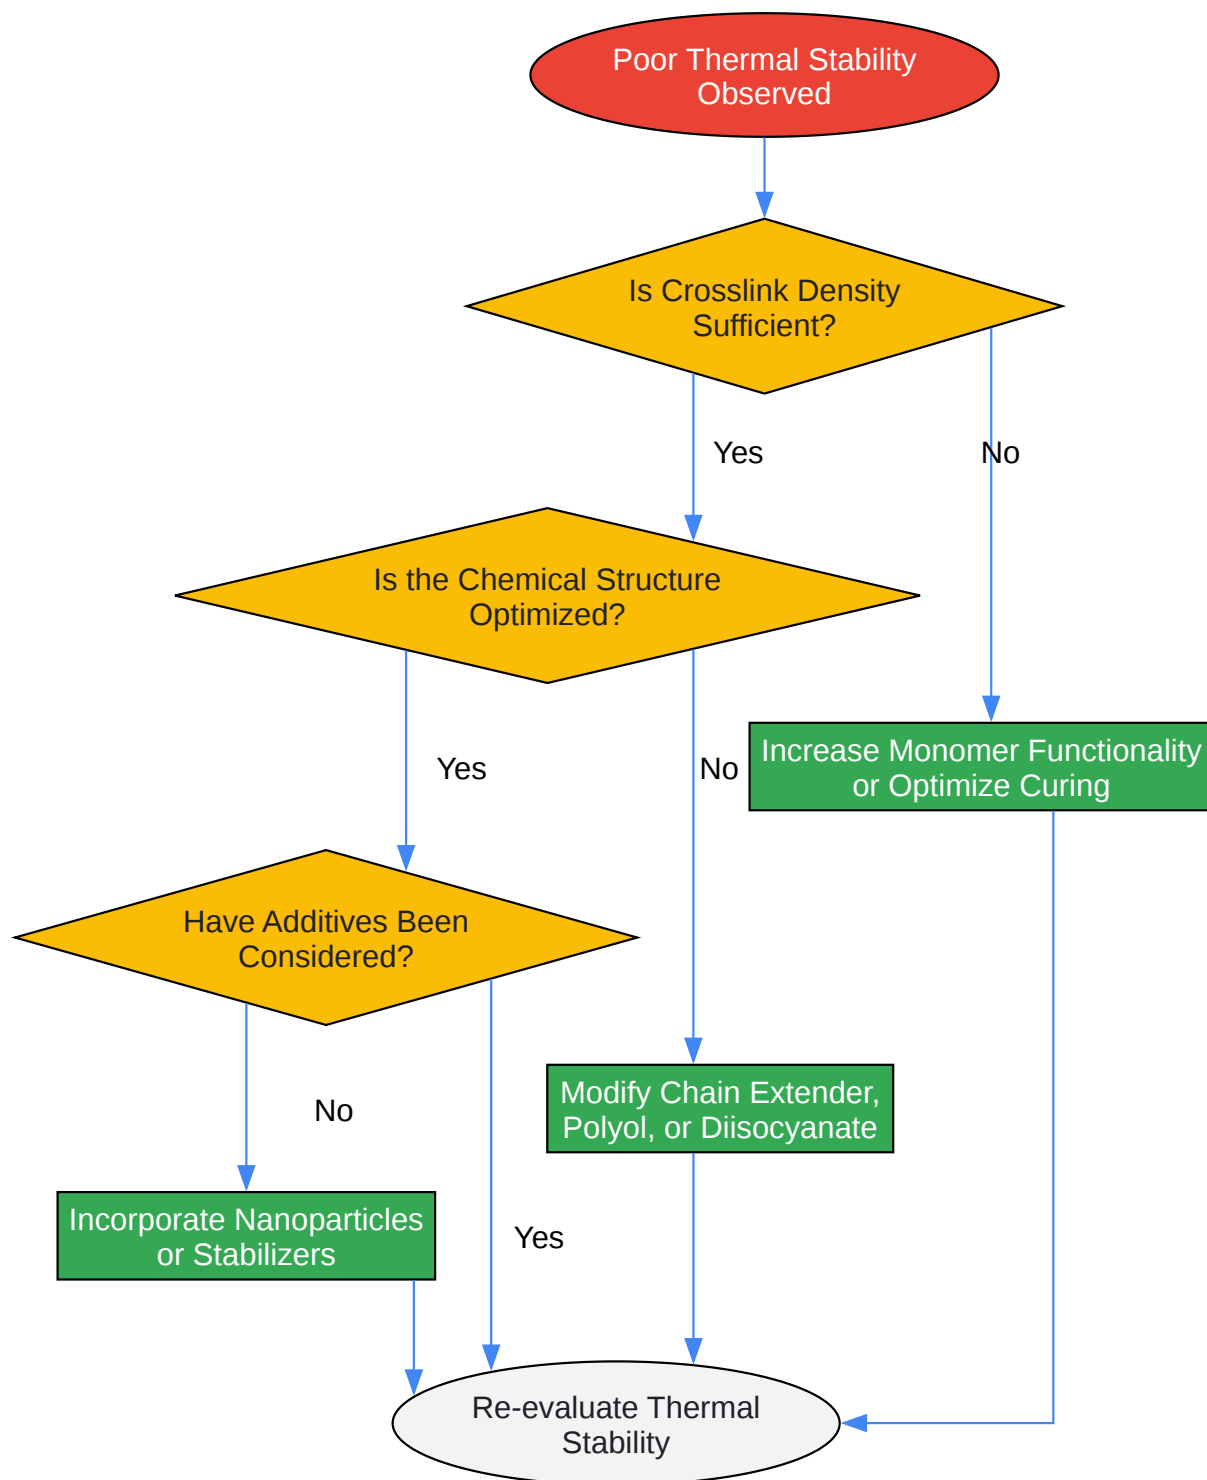 Poor Thermal Stability
Observed
Is Crosslink Density
Sufficient?
Yes
No
Is the Chemical Structure
Optimized?
Yes
No
Increase Monomer Functionality
or Optimize Curing
Have Additives Been
Considered?
No
Modify Chain Extender,
Polyol, or Diisocyanate
Incorporate Nanoparticles
or Stabilizers
Yes
Re-evaluate Thermal
Stability